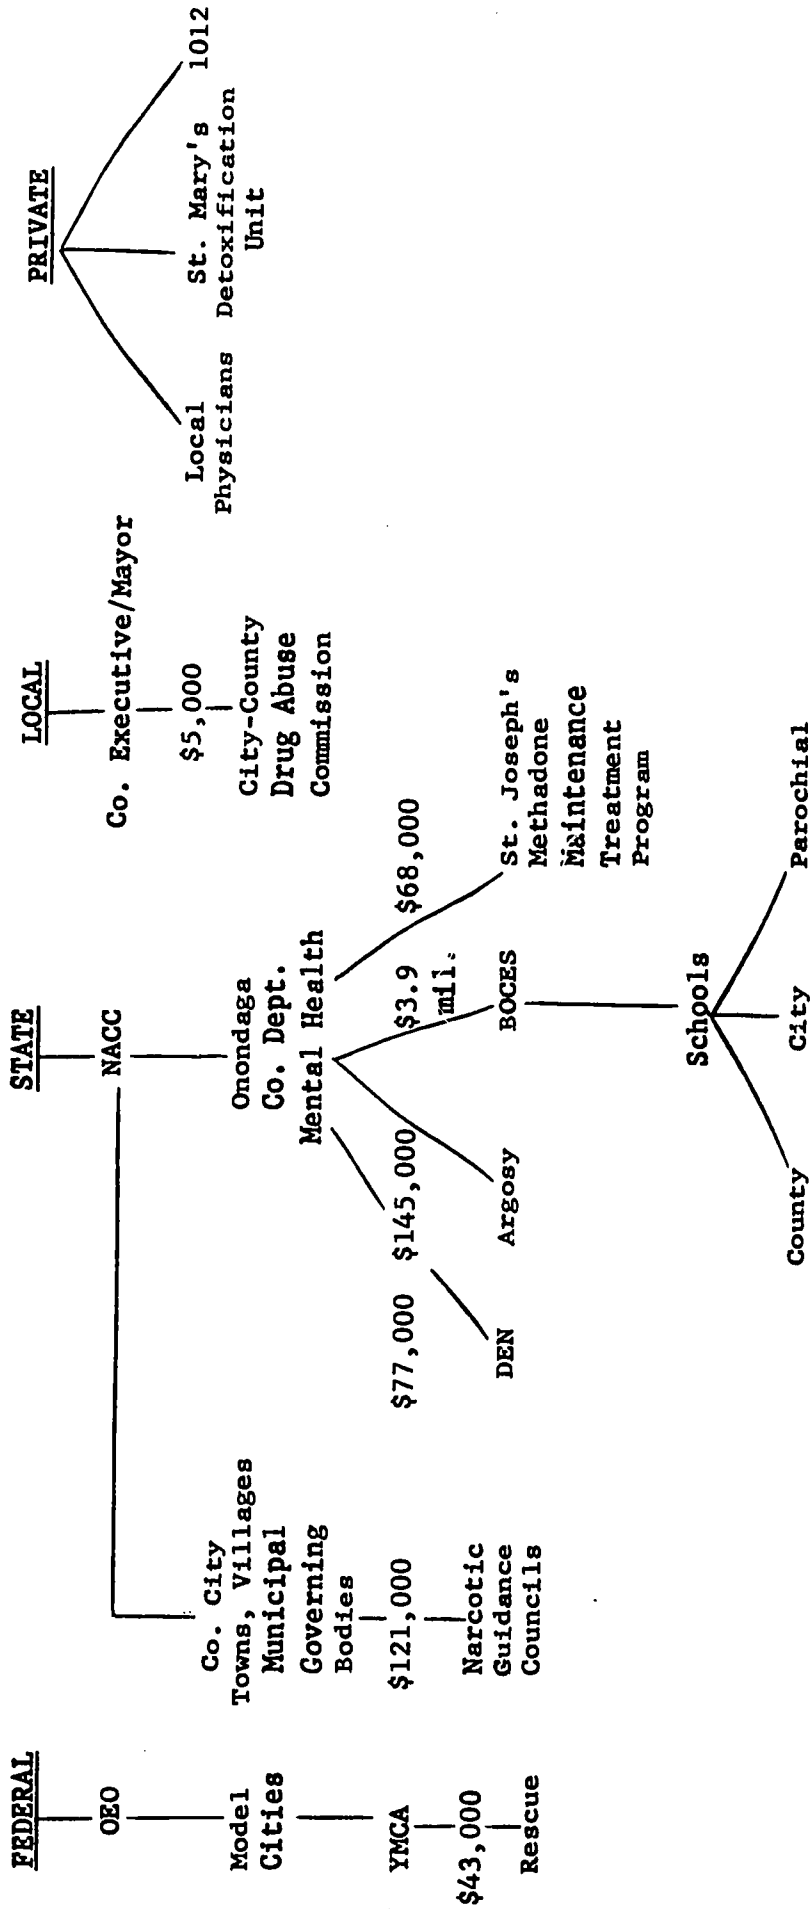 FEDERAL
OEO
Model
Cities
YMCA
$43,000
Rescue
STATE
NACC
Co. City
Towns, Villages
Municipal
Governing
Bodies
$121,000
Narcotic
Guidance
Councils
Onondaga
Co. Dept.
Mental Health
$77,000 $145,000 $3.9 mil. $68,000
DEN
Argosy
BOCES
St. Joseph's
Methadone
Maintenance
Treatment
Program
Schools
County City Parochial
LOCAL
Co. Executive/Mayor
$5,000
City-County
Drug Abuse
Commission
PRIVATE
Local
Physicians
St. Mary's
Detoxification
Unit
1012